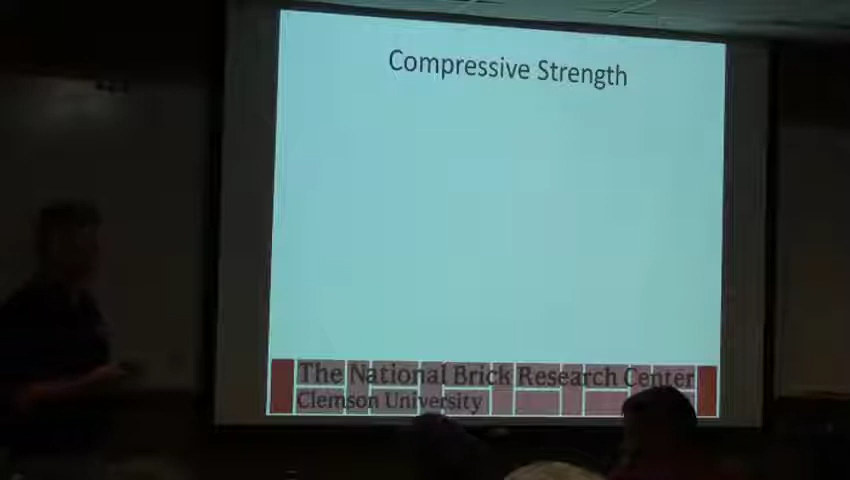 Compressive Strength
The National Brick Research Center
Clemson University